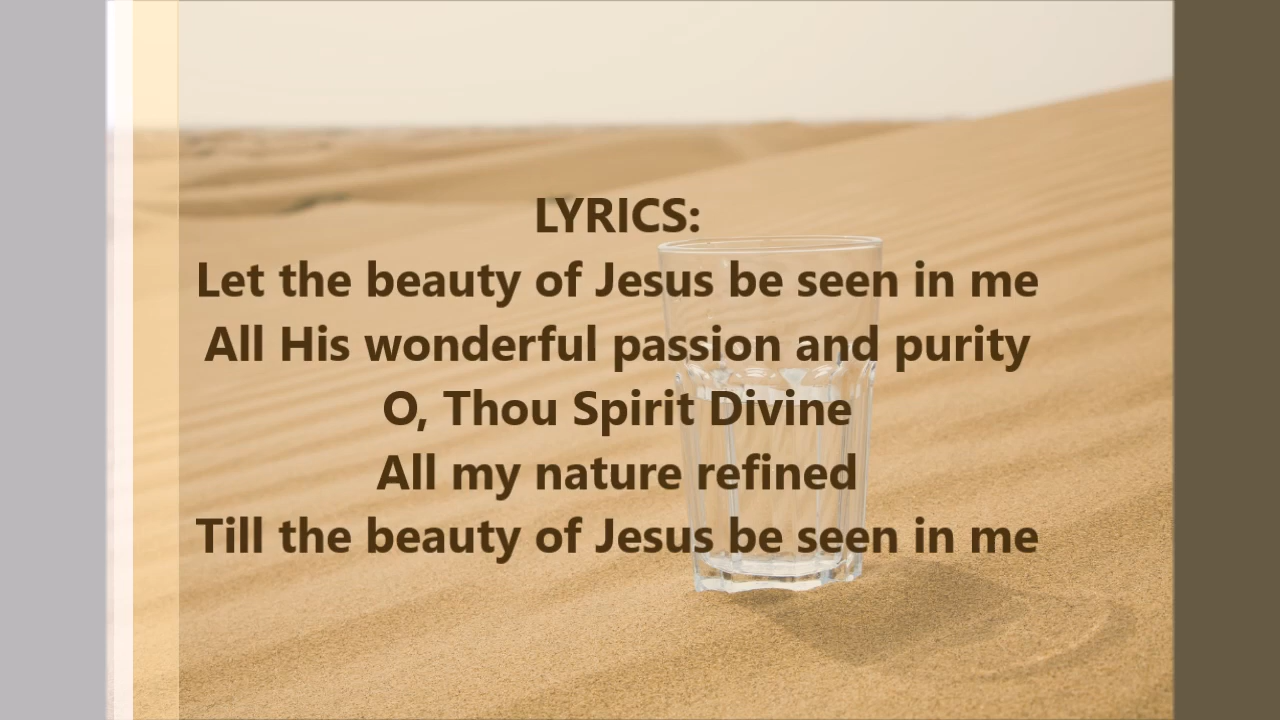 LYRICS:
Let the beauty of Jesus be seen in me
All His wonderful passion and purity
O, Thou Spirit Divine
All my nature refined
Till the beauty of Jesus be seen in me